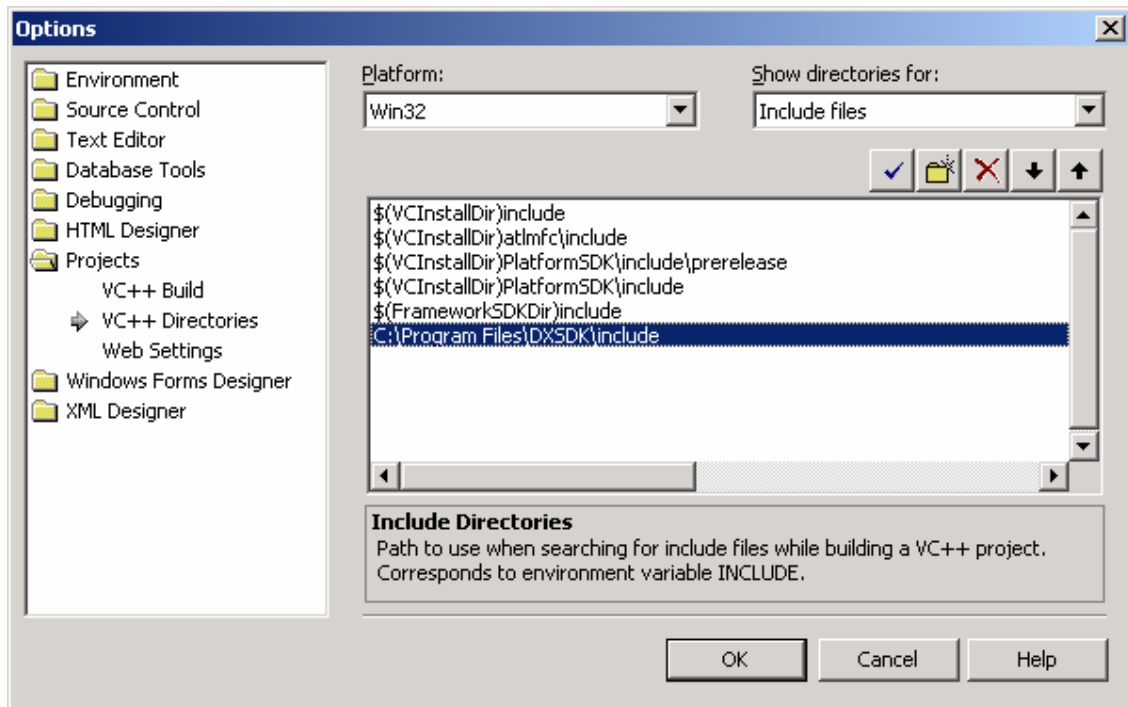 Options
Environment
Source Control
Text Editor
Database Tools
Debugging
HTML Designer
Projects
VC++ Build
VC++ Directories
Web Settings
Windows Forms Designer
XML Designer
Platform:
Win32
Show directories for:
Include files
$(VCInstallDir)include
$(VCInstallDir)atlmfc\include
$(VCInstallDir)PlatformSDK\include\prerelease
$(VCInstallDir)PlatformSDK\include
$(FrameworkSDKDir)include
C:\Program Files\DXSDK\include
Include Directories
Path to use when searching for include files while building a VC++ project.
Corresponds to environment variable INCLUDE.
OK
Cancel
Help